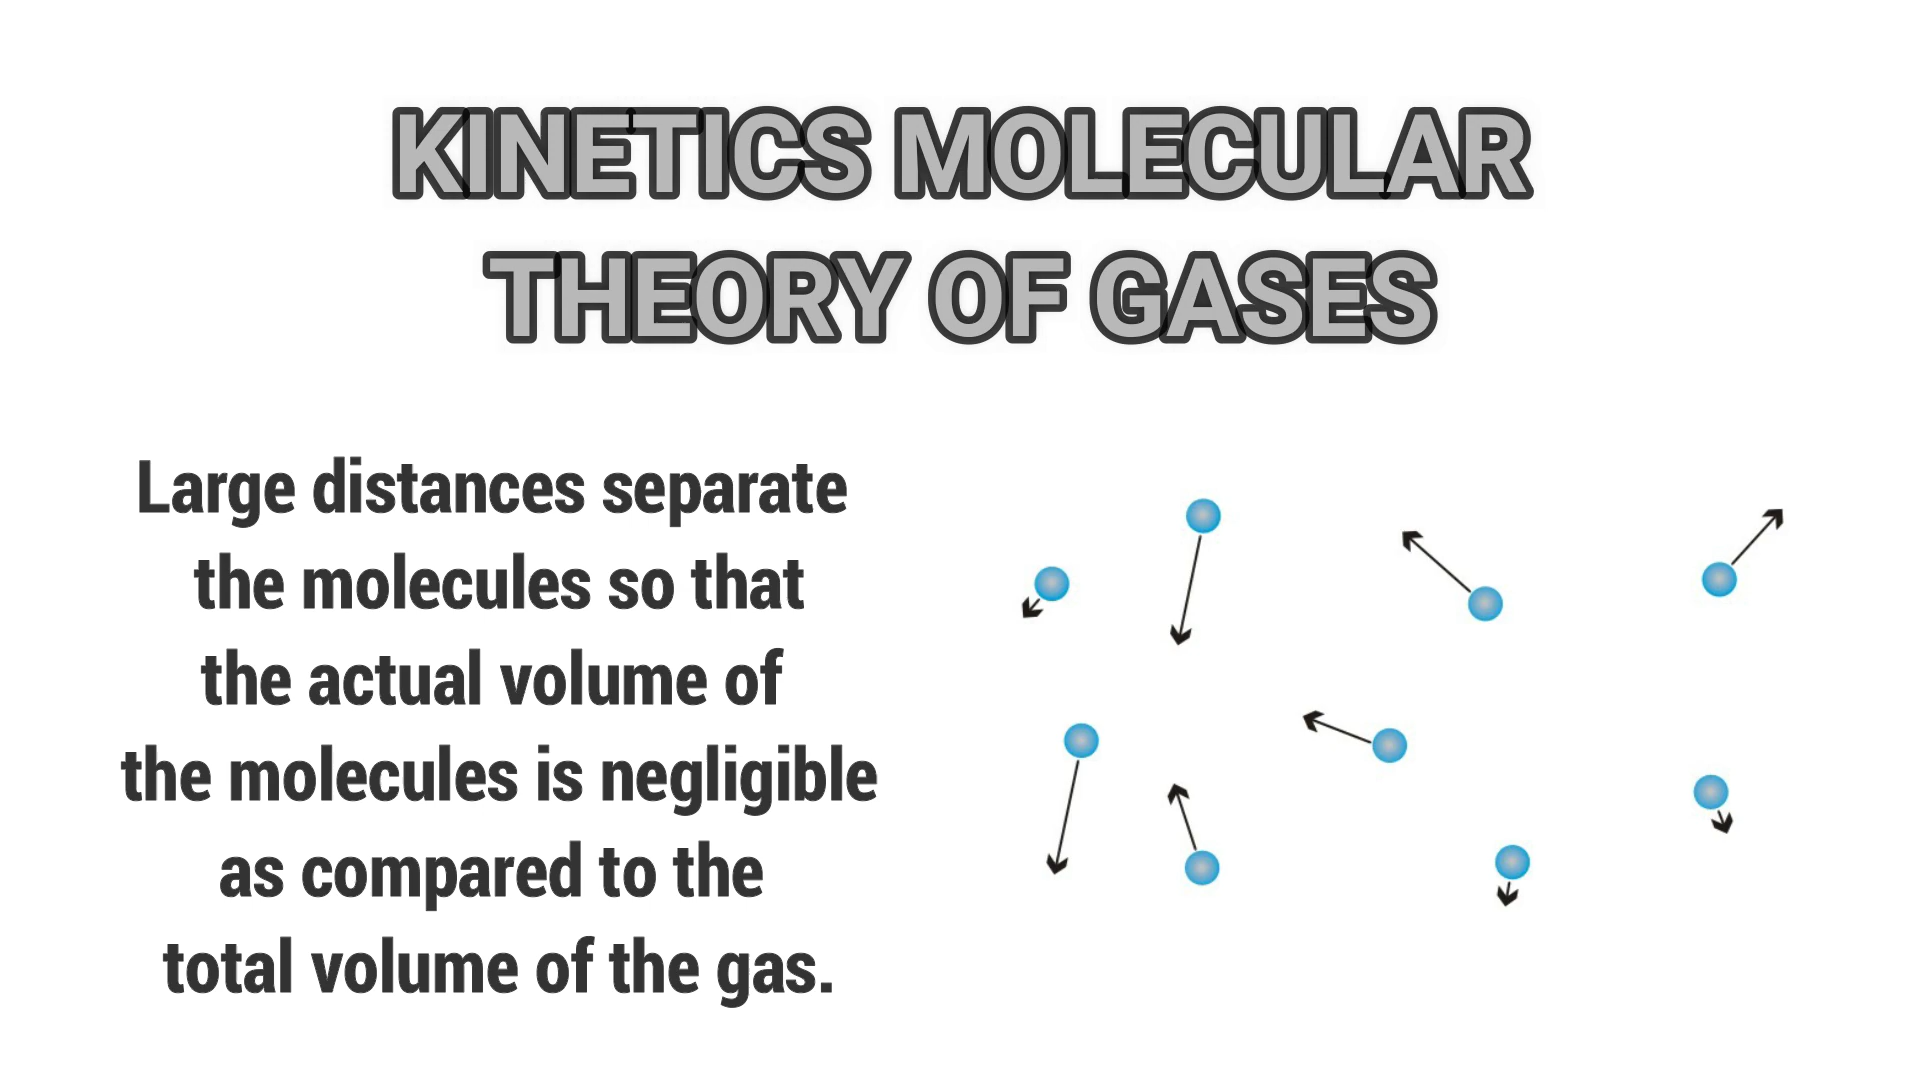 KINETICS MOLECULAR
THEORY OF GASES
Large distances separate
the molecules so that
the actual volume of
the molecules is negligible
as compared to the
total volume of the gas.